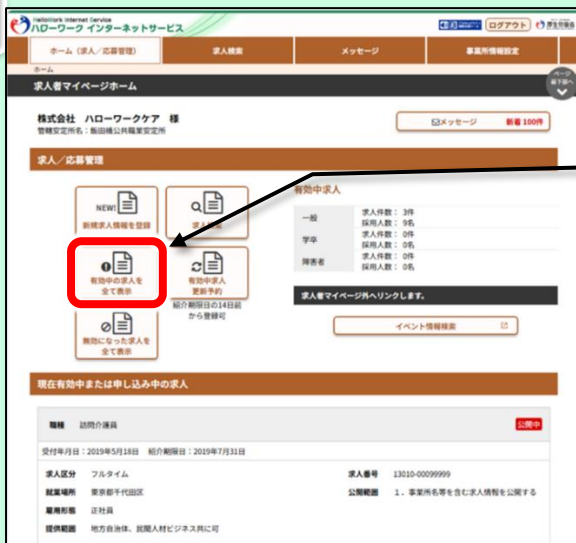 HelloWork Internet Service
ハローワーク インターネットサービス
ログアウト
厚生労働省
ホーム（求人／応募管理）
求人検索
メッセージ
事業所情報設定
ホーム
求人者マイページホーム
ページ
最下部へ
株式会社 ハローワークケア 様
管轄安定所名：飯田橋公共職業安定所
メッセージ 新着 100件
求人／応募管理
NEW!
新規求人情報を登録
有効中の求人を
全て表示
有効中求人
更新予約
紹介期限日の14日前
から登録可
無効になった求人を
全て表示
有効中求人
一般
求人件数： 3件
採用人数： 9名
学卒
求人件数： 0件
採用人数： 0名
障害者
求人件数： 0件
採用人数： 0名
求人者マイページ外へリンクします。
イベント情報検索
現在有効中または申し込み中の求人
職種 訪問介護員
公開中
受付年月日：2019年5月18日 紹介期限日：2019年7月31日
求人区分 フルタイム
求人番号 13010-00099999
就業場所 東京都千代田区
公開範囲 １．事業所名等を含む求人情報を公開する
雇用形態 正社員
提供範囲 地方自治体、民間人材ビジネス共に可